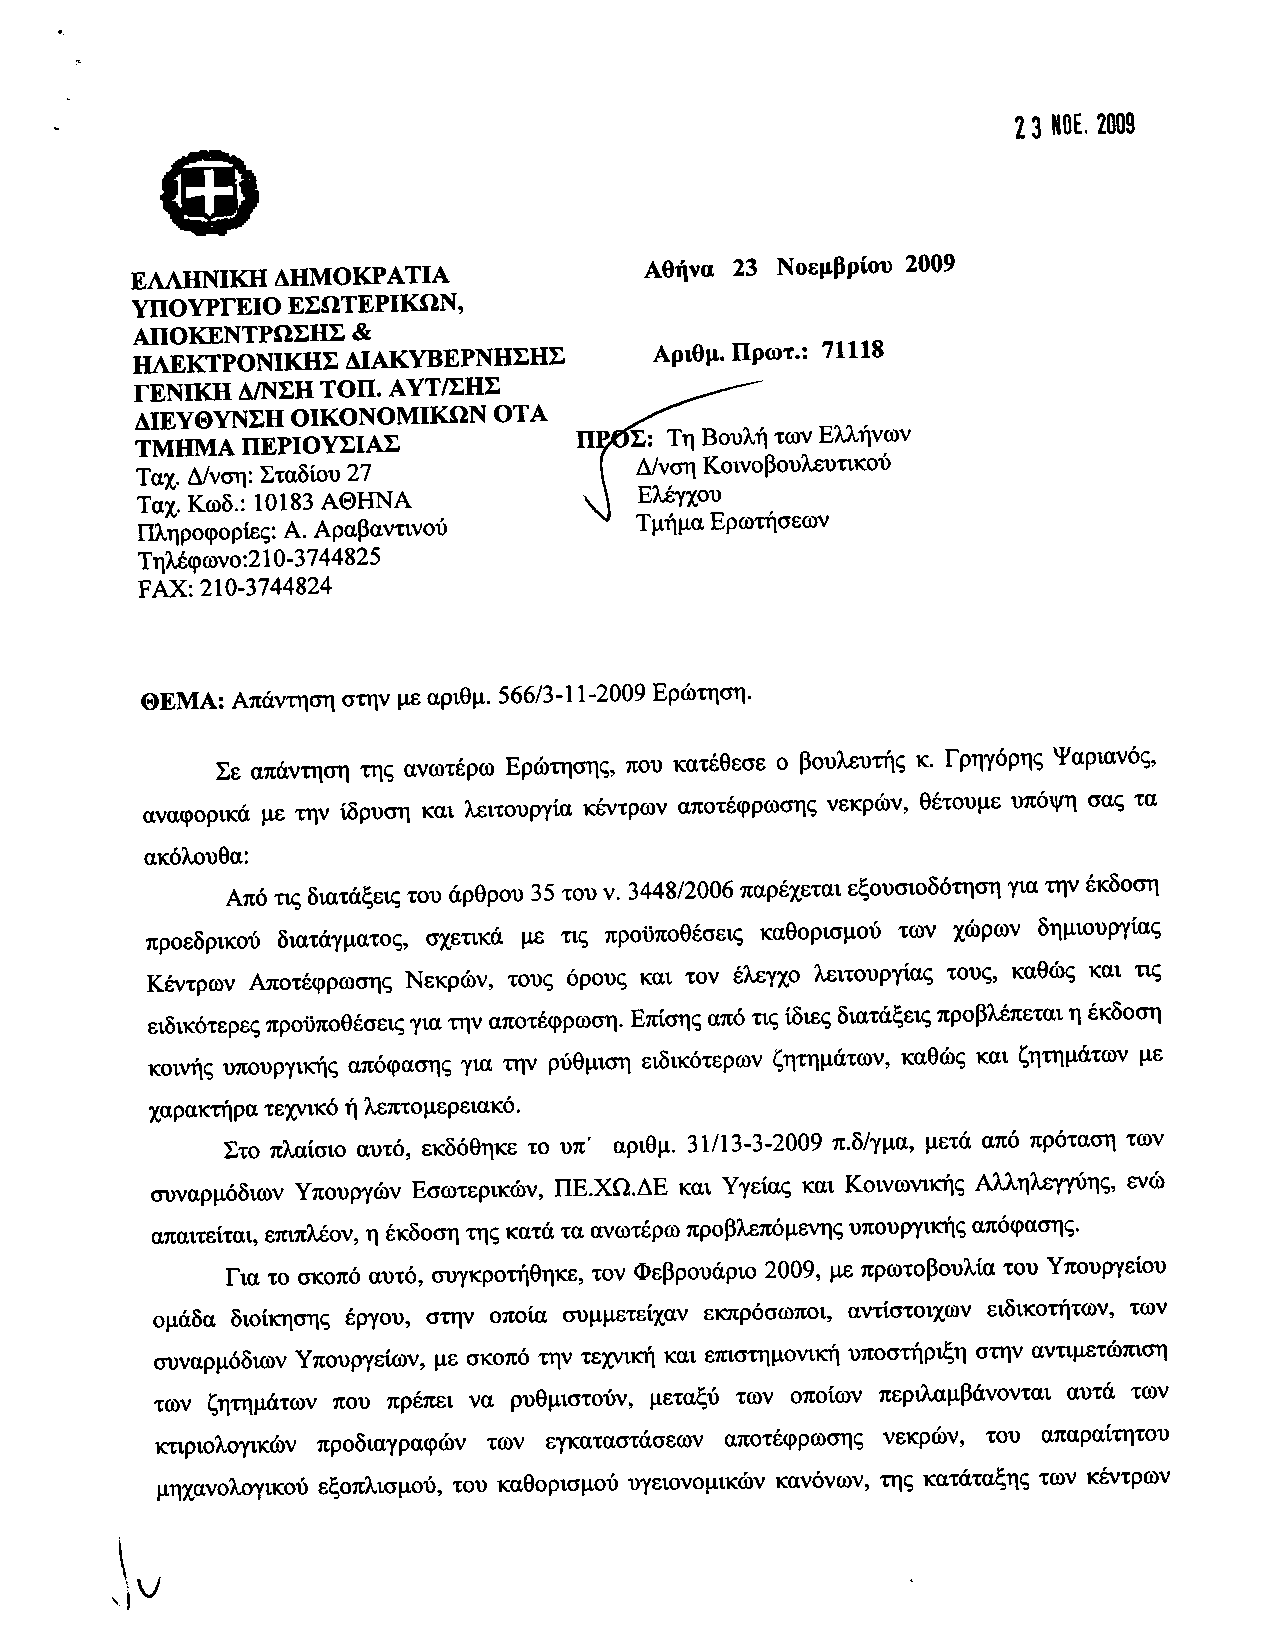 23 ΝΟΕ. 2009
ΕΛΛΗΝΙΚΗ ΔΗΜΟΚΡΑΤΙΑ
ΥΠΟΥΡΓΕΙΟ ΕΣΩΤΕΡΙΚΩΝ,
ΑΠΟΚΕΝΤΡΩΣΗΣ &
ΗΛΕΚΤΡΟΝΙΚΗΣ ΔΙΑΚΥΒΕΡΝΗΣΗΣ
ΓΕΝΙΚΗ Δ/ΝΣΗ ΤΟΠ. ΑΥΤ/ΣΗΣ
ΔΙΕΥΘΥΝΣΗ ΟΙΚΟΝΟΜΙΚΩΝ ΟΤΑ
ΤΜΗΜΑ ΠΕΡΙΟΥΣΙΑΣ
Ταχ. Δ/νση: Σταδίου 27
Ταχ. Κωδ.: 10183 ΑΘΗΝΑ
Πληροφορίες: Α. Αραβαντινού
Τηλέφωνο:210-3744825
FAX: 210-3744824
Αθήνα 23 Νοεμβρίου 2009
Αριθμ. Πρωτ.: 71118
ΠΡΟΣ: Τη Βουλή των Ελλήνων
Δ/νση Κοινοβουλευτικού
Ελέγχου
Τμήμα Ερωτήσεων
ΘΕΜΑ: Απάντηση στην με αριθμ. 566/3-11-2009 Ερώτηση.
Σε απάντηση της ανωτέρω Ερώτησης, που κατέθεσε ο βουλευτής κ. Γρηγόρης Ψαριανός,
αναφορικά με την ίδρυση και λειτουργία κέντρων αποτέφρωσης νεκρών, θέτουμε υπόψη σας τα
ακόλουθα:
Από τις διατάξεις του άρθρου 35 του ν. 3448/2006 παρέχεται εξουσιοδότηση για την έκδοση
προεδρικού διατάγματος, σχετικά με τις προϋποθέσεις καθορισμού των χώρων δημιουργίας
Κέντρων Αποτέφρωσης Νεκρών, τους όρους και τον έλεγχο λειτουργίας τους, καθώς και τις
ειδικότερες προϋποθέσεις για την αποτέφρωση. Επίσης από τις ίδιες διατάξεις προβλέπεται η έκδοση
κοινής υπουργικής απόφασης για την ρύθμιση ειδικότερων ζητημάτων, καθώς και ζητημάτων με
χαρακτήρα τεχνικό ή λεπτομερειακό.
Στο πλαίσιο αυτό, εκδόθηκε το υπ΄ αριθμ. 31/13-3-2009 π.δ/γμα, μετά από πρόταση των
συναρμόδιων Υπουργών Εσωτερικών, ΠΕ.ΧΩ.ΔΕ και Υγείας και Κοινωνικής Αλληλεγγύης, ενώ
απαιτείται, επιπλέον, η έκδοση της κατά τα ανωτέρω προβλεπόμενης υπουργικής απόφασης.
Για το σκοπό αυτό, συγκροτήθηκε, τον Φεβρουάριο 2009, με πρωτοβουλία του Υπουργείου
ομάδα διοίκησης έργου, στην οποία συμμετείχαν εκπρόσωποι, αντίστοιχων ειδικοτήτων, των
συναρμόδιων Υπουργείων, με σκοπό την τεχνική και επιστημονική υποστήριξη στην αντιμετώπιση
των ζητημάτων που πρέπει να ρυθμιστούν, μεταξύ των οποίων περιλαμβάνονται αυτά των
κτιριολογικών προδιαγραφών των εγκαταστάσεων αποτέφρωσης νεκρών, του απαραίτητου
μηχανολογικού εξοπλισμού, του καθορισμού υγειονομικών κανόνων, της κατάταξης των κέντρων